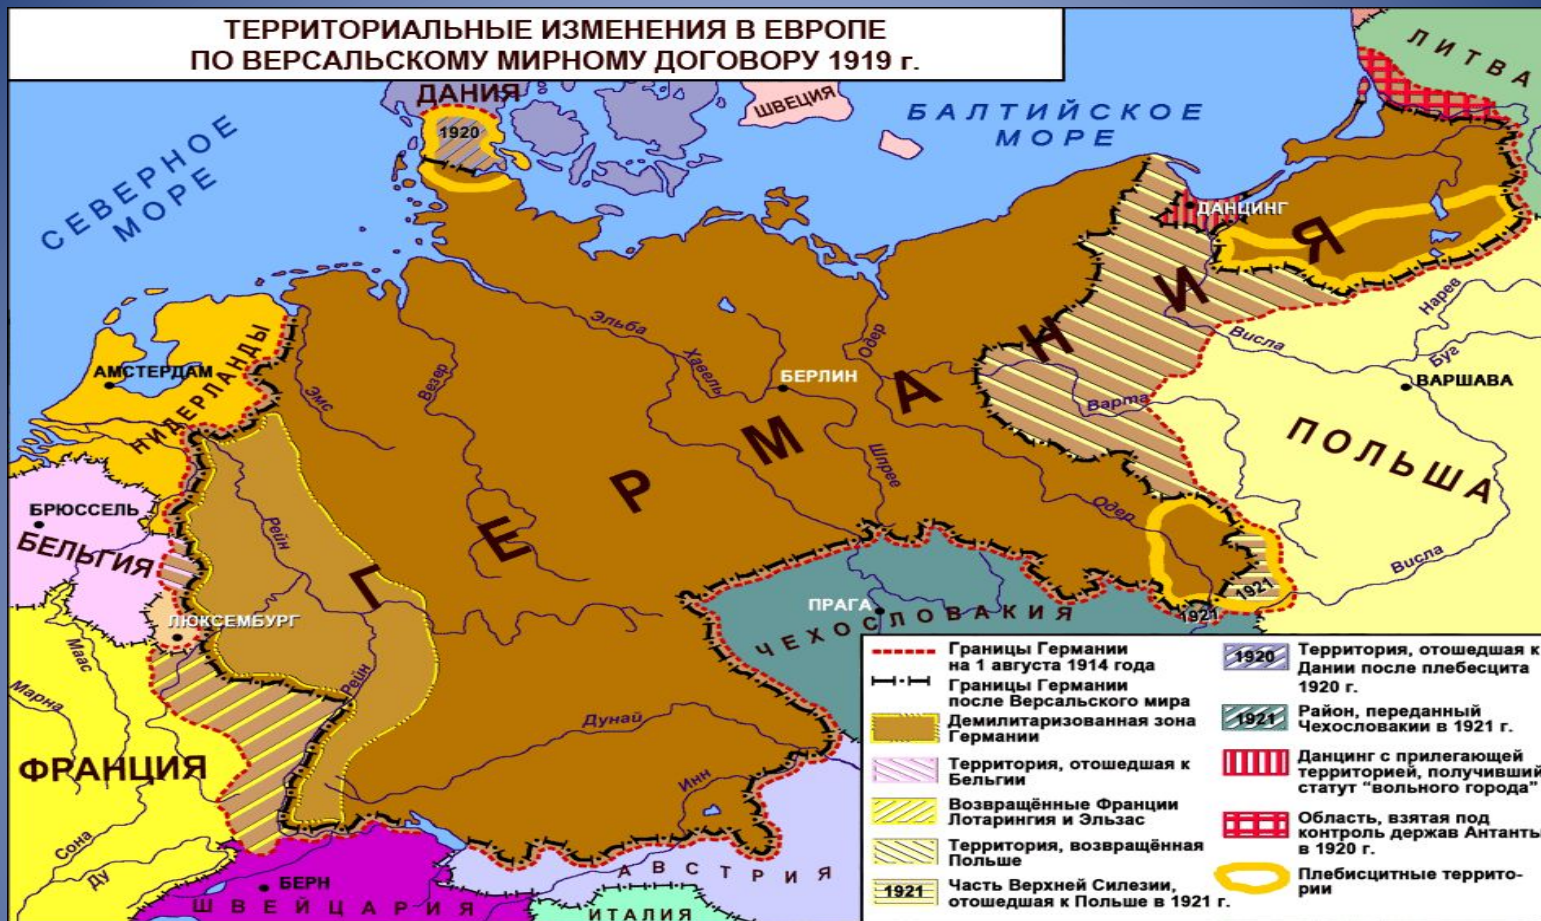 ТЕРРИТОРИАЛЬНЫЕ ИЗМЕНЕНИЯ В ЕВРОПЕ
ПО ВЕРСАЛЬСКОМУ МИРНОМУ ДОГОВОРУ 1919 г.
ЛИТВА
ДАНИЯ
ШВЕЦИЯ
БАЛТИЙСКОЕ
МОРЕ
1920
СЕВЕРНОЕ
МОРЕ
ДАНЦИНГ
ГЕРМАНИЯ
Нарев
Эльба
Одер
Висла
Хавель
Буг
НИДЕРЛАНДЫ
АМСТЕРДАМ
БЕРЛИН
ВАРШАВА
Эмс
Везер
Варта
ПОЛЬША
Шпрее
БРЮССЕЛЬ
Одер
БЕЛЬГИЯ
Рейн
Висла
1921
1921
ПРАГА
ЧЕХОСЛОВАКИЯ
ЛЮКСЕМБУРГ
Маас
Марна
Рейн
Дунай
ФРАНЦИЯ
Инн
Сона
Ду
БЕРН
ШВЕЙЦАРИЯ
АВСТРИЯ
ИТАЛИЯ
Границы Германии
на 1 августа 1914 года
Границы Германии
после Версальского мира
Демилитаризованная зона
Германии
Территория, отошедшая к
Бельгии
Возвращённые Франции
Лотарингия и Эльзас
Территория, возвращённая
Польше
1921
Часть Верхней Силезии,
отошедшая к Польше в 1921 г.
1920
Территория, отошедшая к
Дании после плебесцита
1920 г.
1921
Район, переданный
Чехословакии в 1921 г.
Данцинг с прилегающей
территорией, получивший
статут "вольного города"
Область, взятая под
контроль держав Антанты
в 1920 г.
Плебисцитные террито-
рии